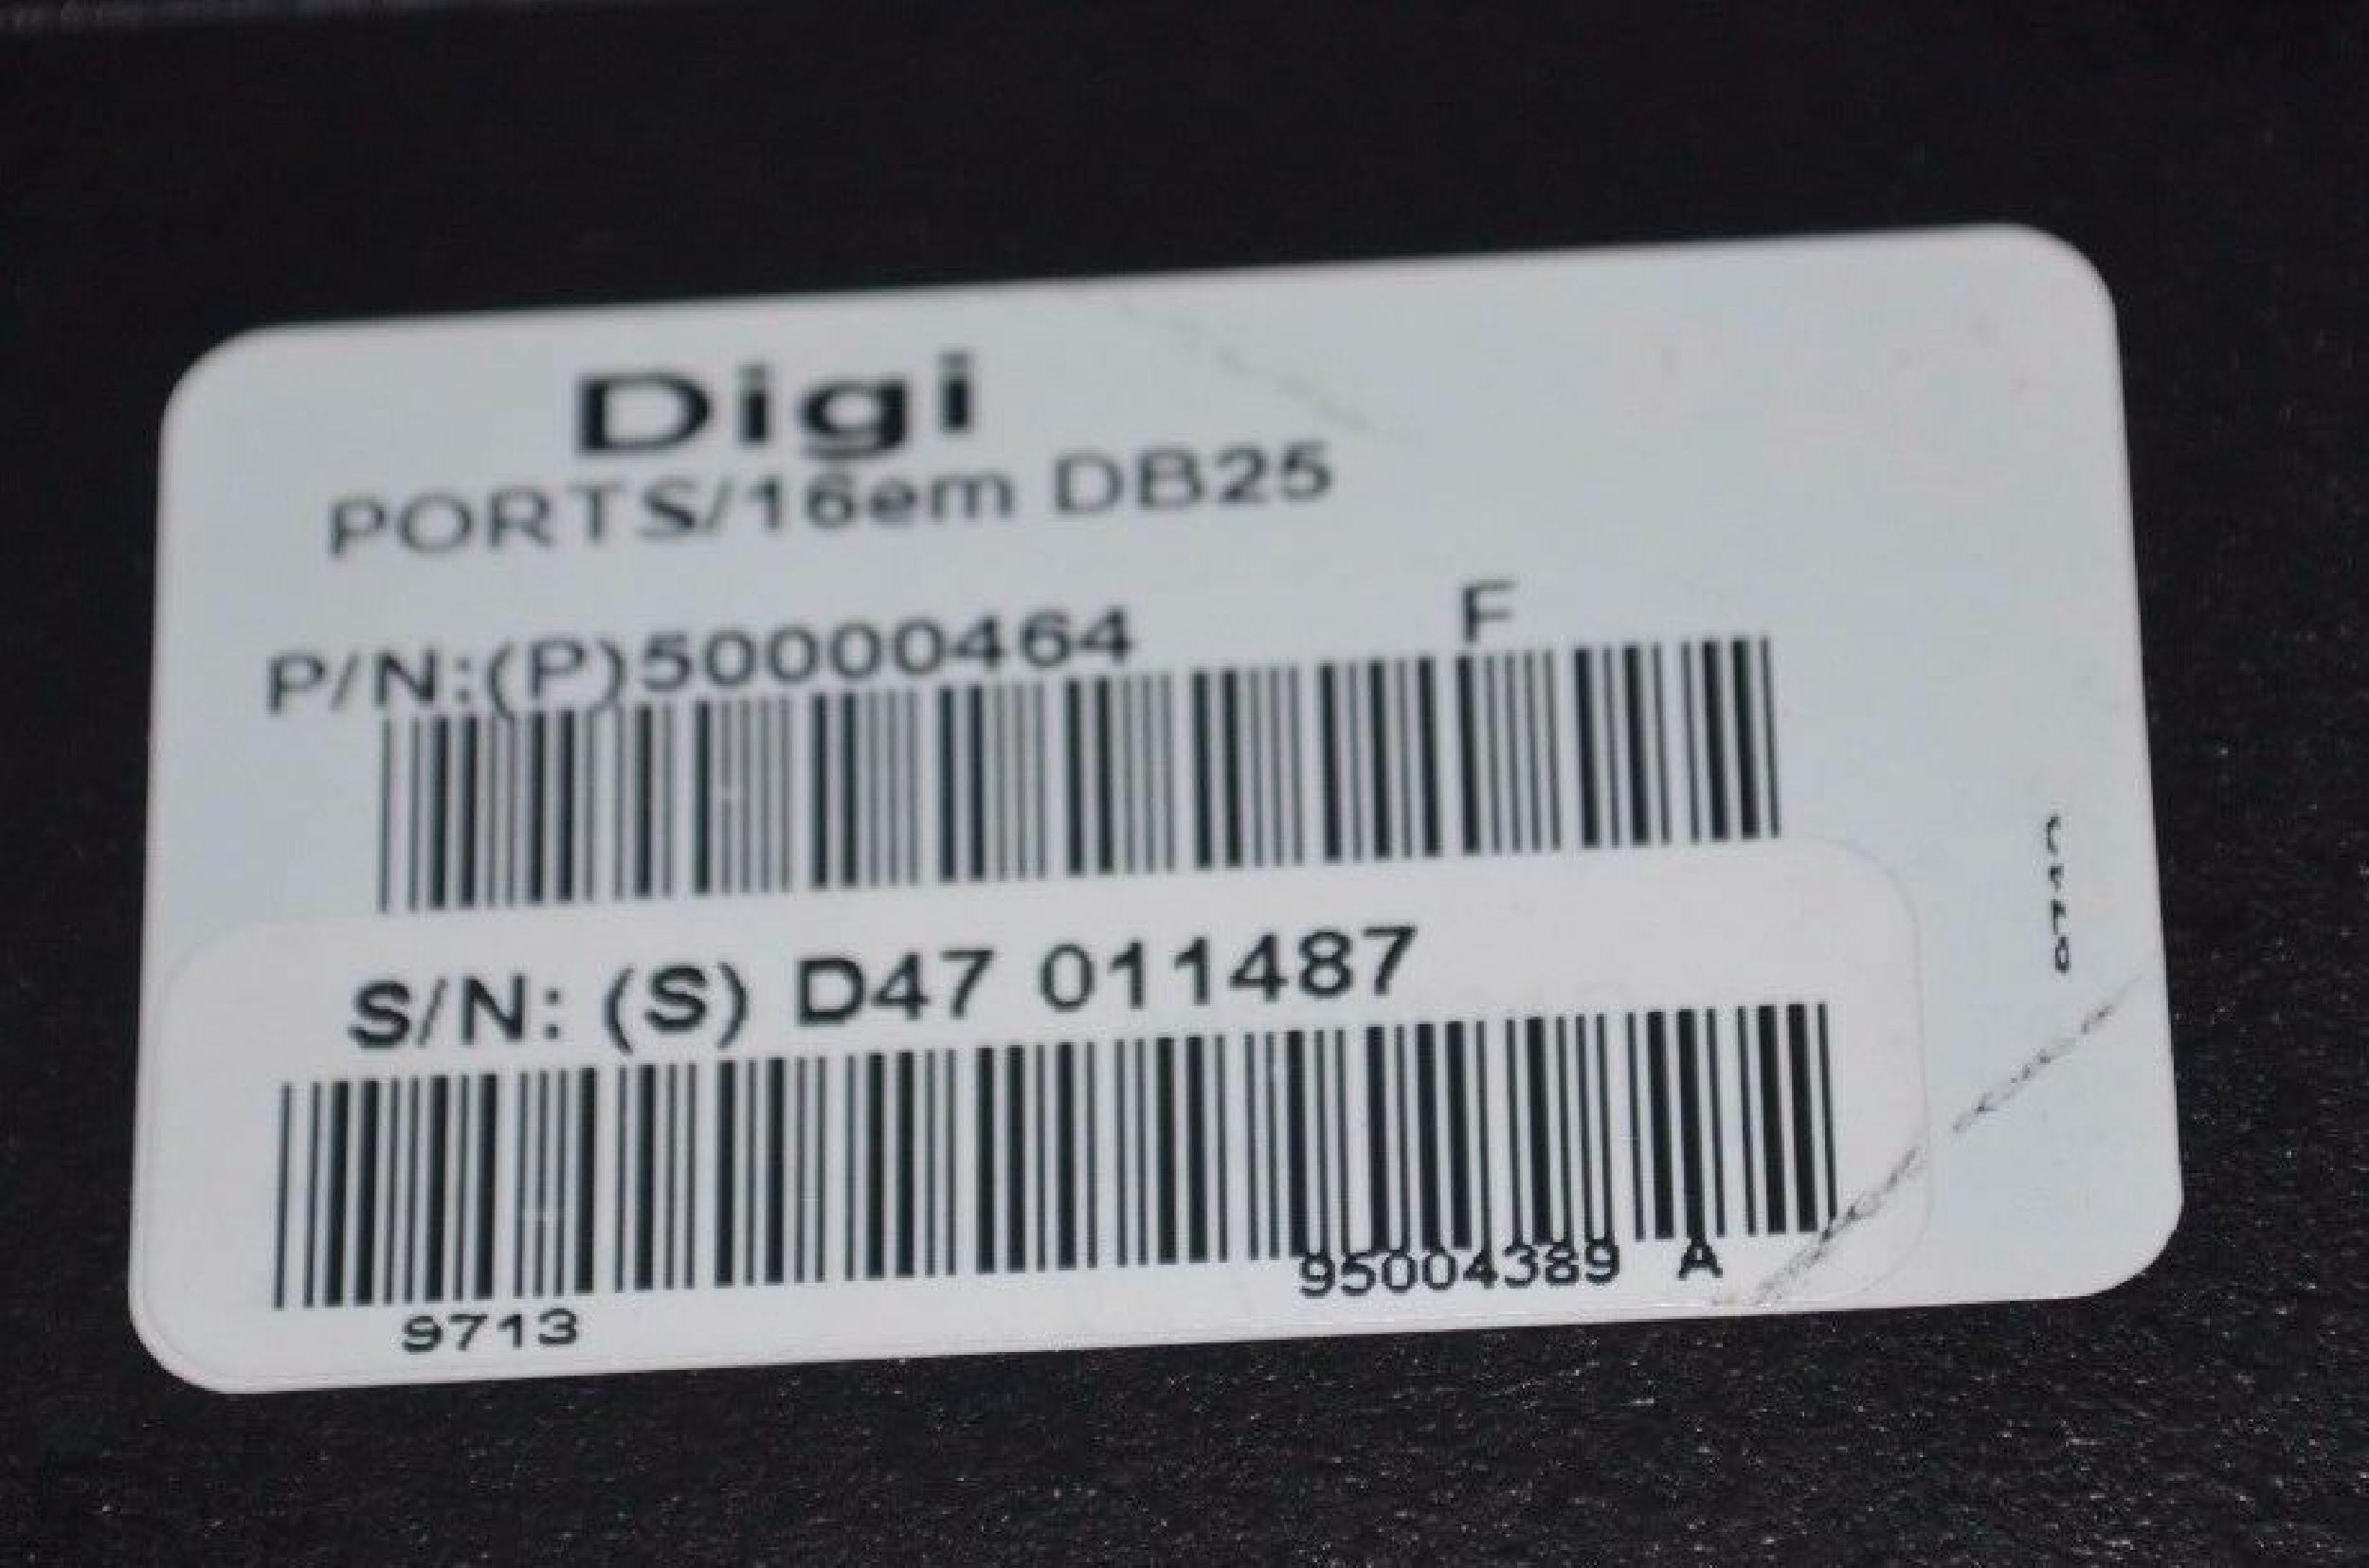 Digi
PORTS/16em DB25
P/N:(P)50000464 F
S/N: (S) D47 011487
95004389 A
9713